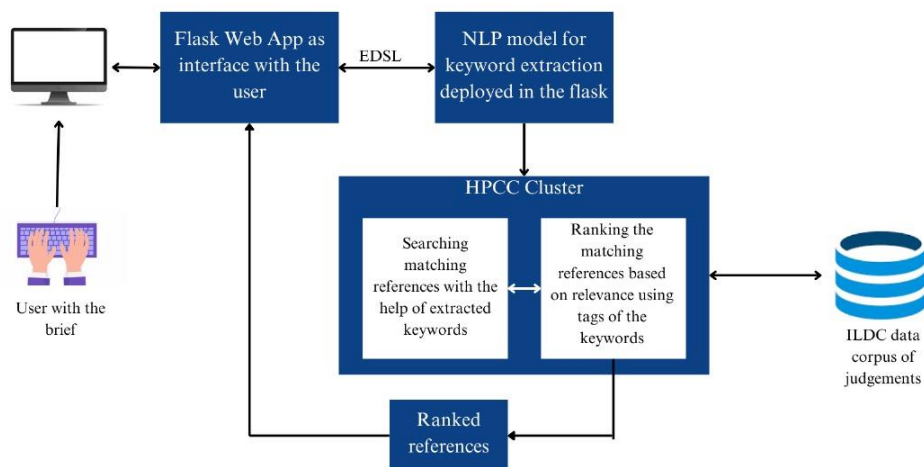 Flask Web App as
interface with the
user
EDSL
NLP model for
keyword extraction
deployed in the flask
HPCC Cluster
Searching
matching
references with the
help of extracted
keywords
Ranking the
matching
references based
on relevance using
tags of the
keywords
User with the
brief
ILDC data
corpus of
judgements
Ranked
references